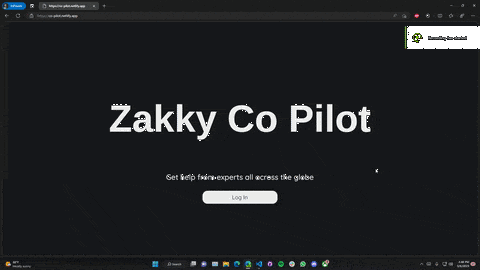 InPrivate
https://co-pilot.netlify.app
https://co-pilot.netlify.app
Recording has started
Zakky Co Pilot
Get help from experts all across the globe
Log In
Search